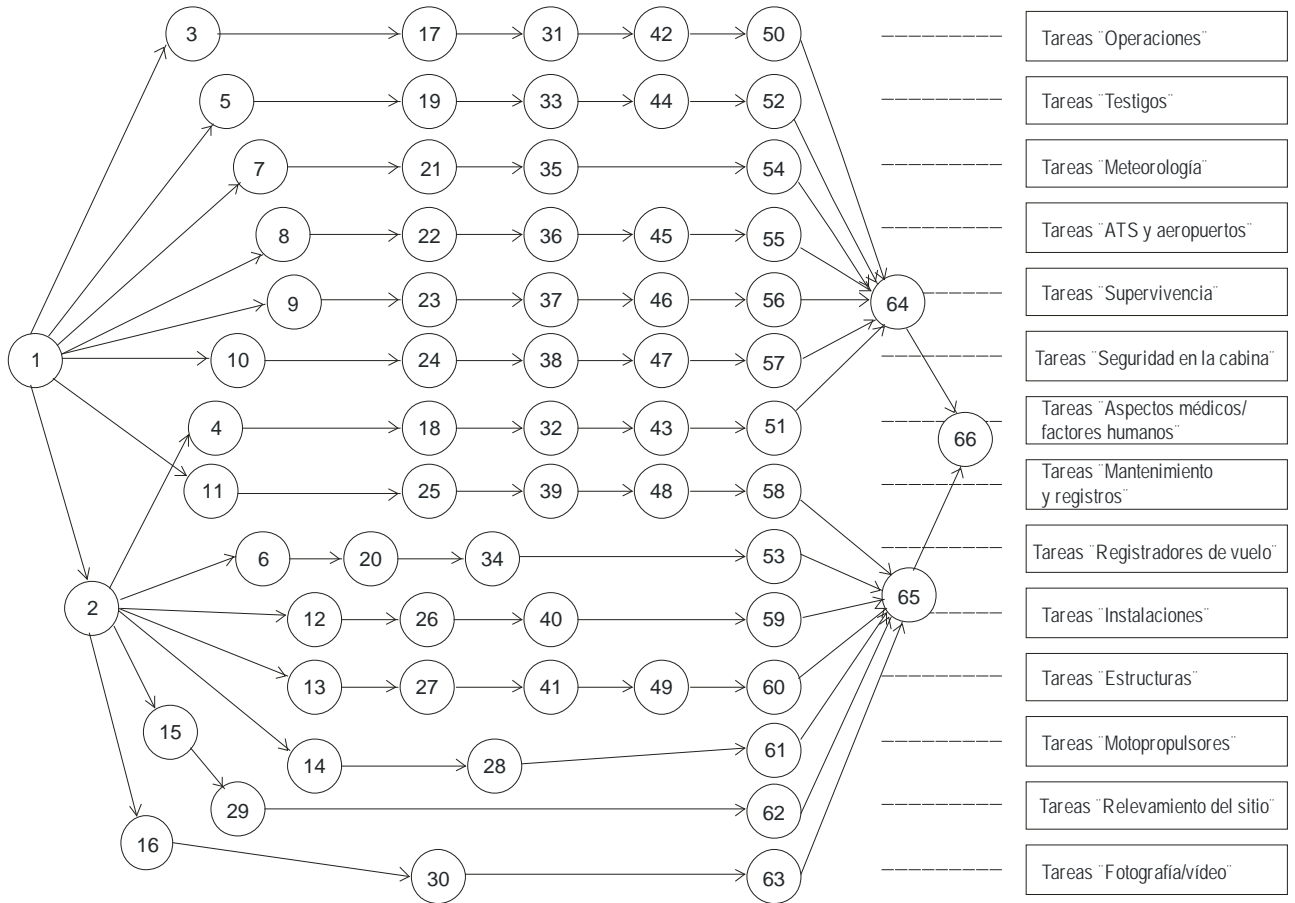 3 17 31 42 50 Tareas ¨Operaciones¨
5 19 33 44 52 Tareas ¨Testigos¨
7 21 35 54 Tareas ¨Meteorología¨
8 22 36 45 55 Tareas ¨ATS y aeropuertos¨
9 23 37 46 56 64 Tareas ¨Supervivencia¨
1 10 24 38 47 57 Tareas ¨Seguridad en la cabina¨
4 18 32 43 51 66 Tareas ¨Aspectos médicos/
factores humanos¨
11 25 39 48 58 Tareas ¨Mantenimiento
y registros¨
6 20 34 53 Tareas ¨Registradores de vuelo¨
2 12 26 40 59 65 Tareas ¨Instalaciones¨
13 27 41 49 60 Tareas ¨Estructuras¨
15 14 28 61 Tareas ¨Motopropulsores¨
29 62 Tareas ¨Relevamiento del sitio¨
16 30 63 Tareas ¨Fotografía/vídeo¨